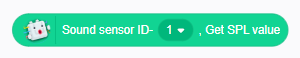 Sound sensor ID- 1 , Get SPL value